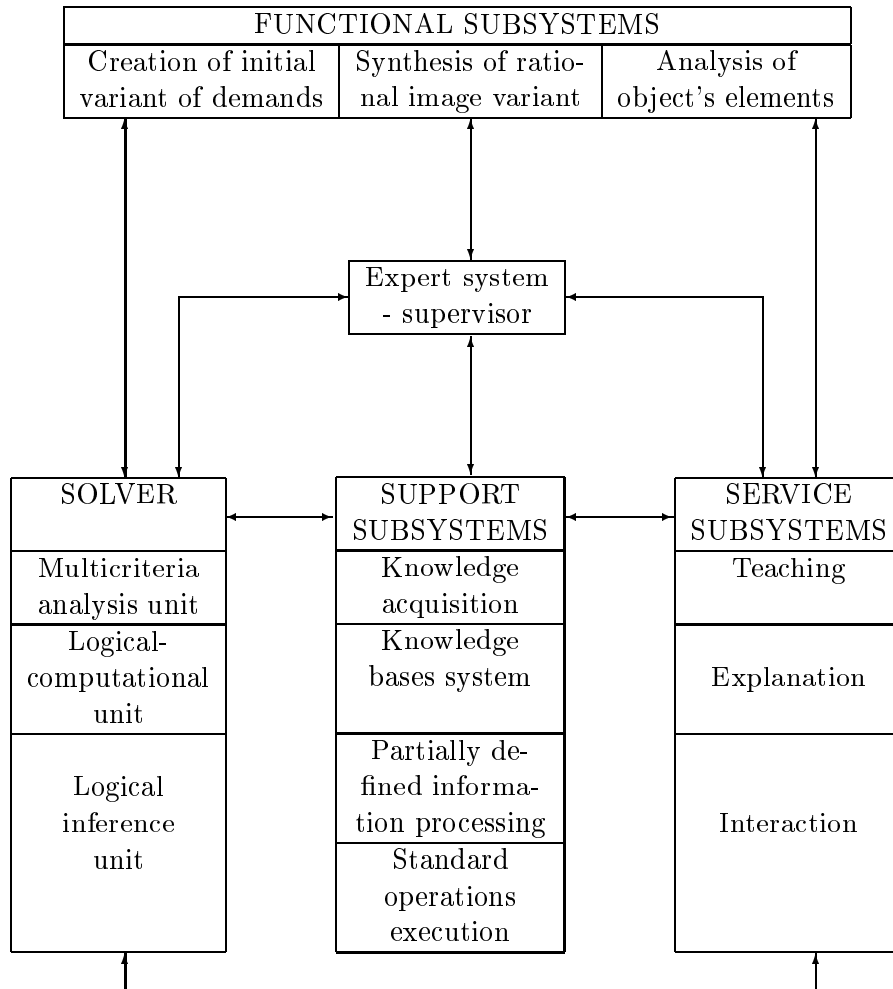 FUNCTIONAL SUBSYSTEMS
Creation of initial
variant of demands
Synthesis of ratio-
nal image variant
Analysis of
object's elements
Expert system
- supervisor
SOLVER
Multicriteria
analysis unit
Logical-
computational
unit
Logical
inference
unit
SUPPORT
SUBSYSTEMS
Knowledge
acquisition
Knowledge
bases system
Partially de-
fined informa-
tion processing
Standard
operations
execution
SERVICE
SUBSYSTEMS
Teaching
Explanation
Interaction